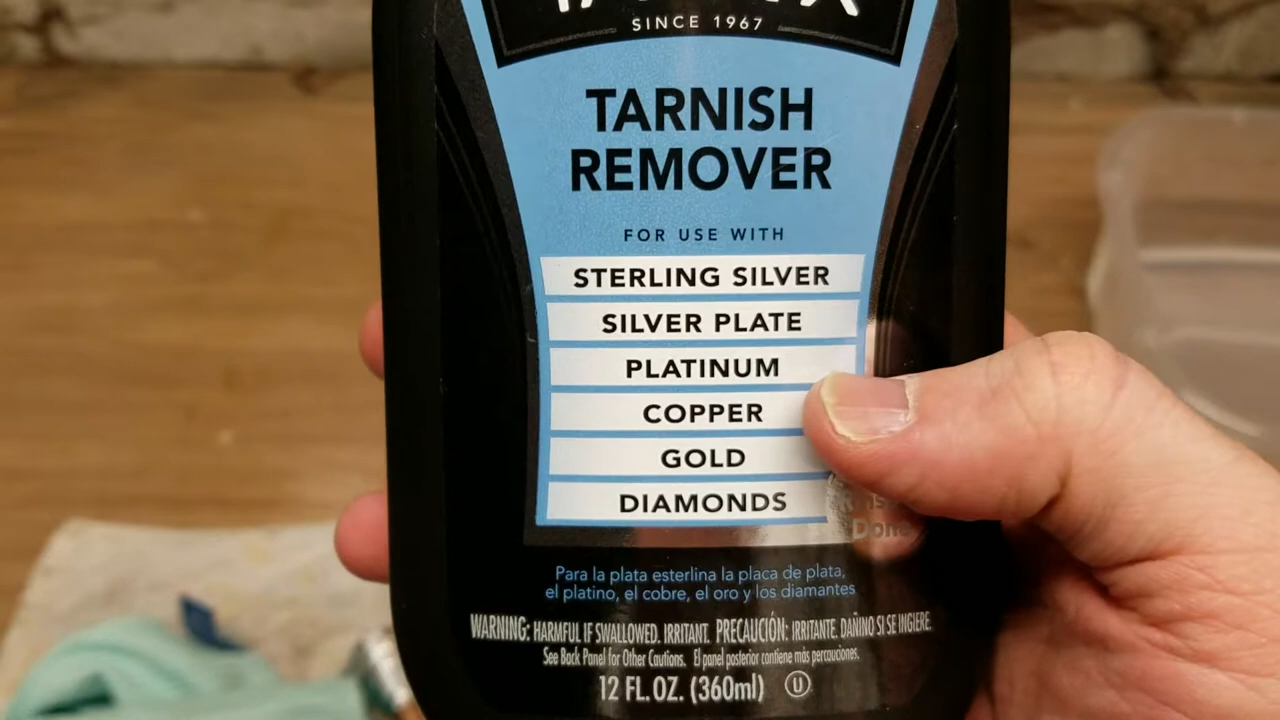 SINCE 1967
TARNISH
REMOVER
FOR USE WITH
STERLING SILVER
SILVER PLATE
PLATINUM
COPPER
GOLD
DIAMONDS
Done
Para la plata esterlina la placa de plata,
el platino, el cobre, el oro y los diamantes
WARNING: HARMFUL IF SWALLOWED. IRRITANT. PRECAUCIÓN: IRRITANTE. DAÑINO SI SE INGIERE.
See Back Panel for Other Cautions. El panel posterior contiene más percauciones.
12 FL. OZ. (360ml) U